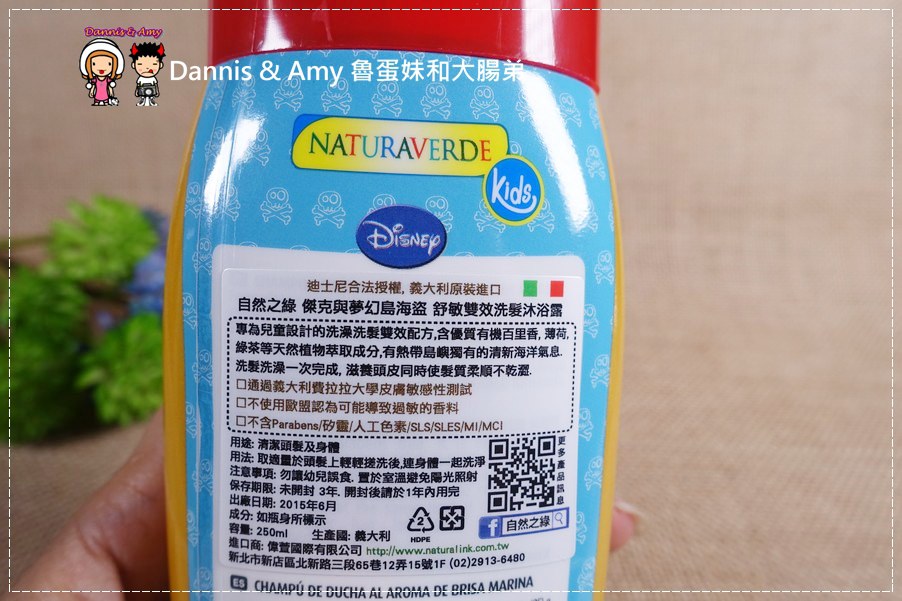 Dannis & Amy
Dannis & Amy 魯蛋妹和大腸弟
NATURAVERDE
Kids
Disney
迪士尼合法授權, 義大利原裝進口
自然之綠 傑克與夢幻島海盜 舒敏雙效洗髮沐浴露
專為兒童設計的洗澡洗髮雙效配方,含優質有機百里香, 薄荷,
綠茶等天然植物萃取成分,有熱帶島嶼獨有的清新海洋氣息.
洗髮洗澡一次完成, 滋養頭皮同時使髮質柔順不乾澀.
□通過義大利費拉拉大學皮膚敏感性測試
□不使用歐盟認為可能導致過敏的香料
□不含Parabens/矽靈/人工色素/SLS/SLES/MI/MCI
用途: 清潔頭髮及身體
用法: 取適量於頭髮上輕輕搓洗後,連身體一起洗淨
注意事項: 勿讓幼兒誤食. 置於室溫避免陽光照射
保存期限: 未開封 3年, 開封後請於1年內用完
出廠日期: 2015年6月
成分: 如瓶身所標示
容量: 250ml 生產國: 義大利
進口商: 偉萱國際有限公司 http://www.naturalink.com.tw
新北市新店區北新路三段65巷12弄15號1F (02)2913-6480
更多產品訊息
2
HDPE
f 自然之綠
ES CHAMPÚ DE DUCHA AL AROMA DE BRISA MARINA